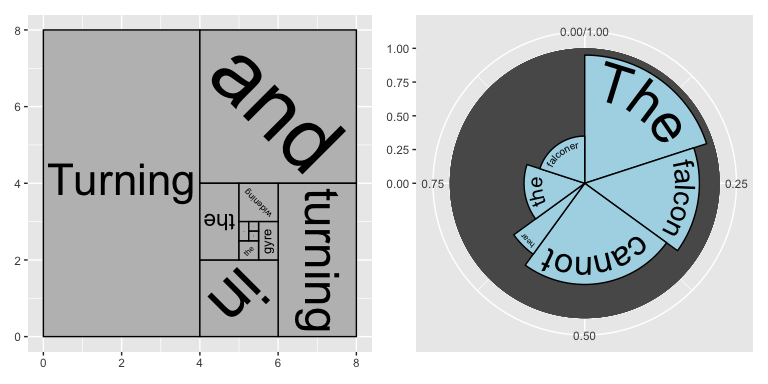 8
6
4
2
0
0
2
4
6
8
Turning
and
turning
in
the
widening
gyre
the
1.00
0.75
0.50
0.25
0.00
0.00/1.00
0.25
0.50
0.75
The
falcon
cannot
hear
the
falconer